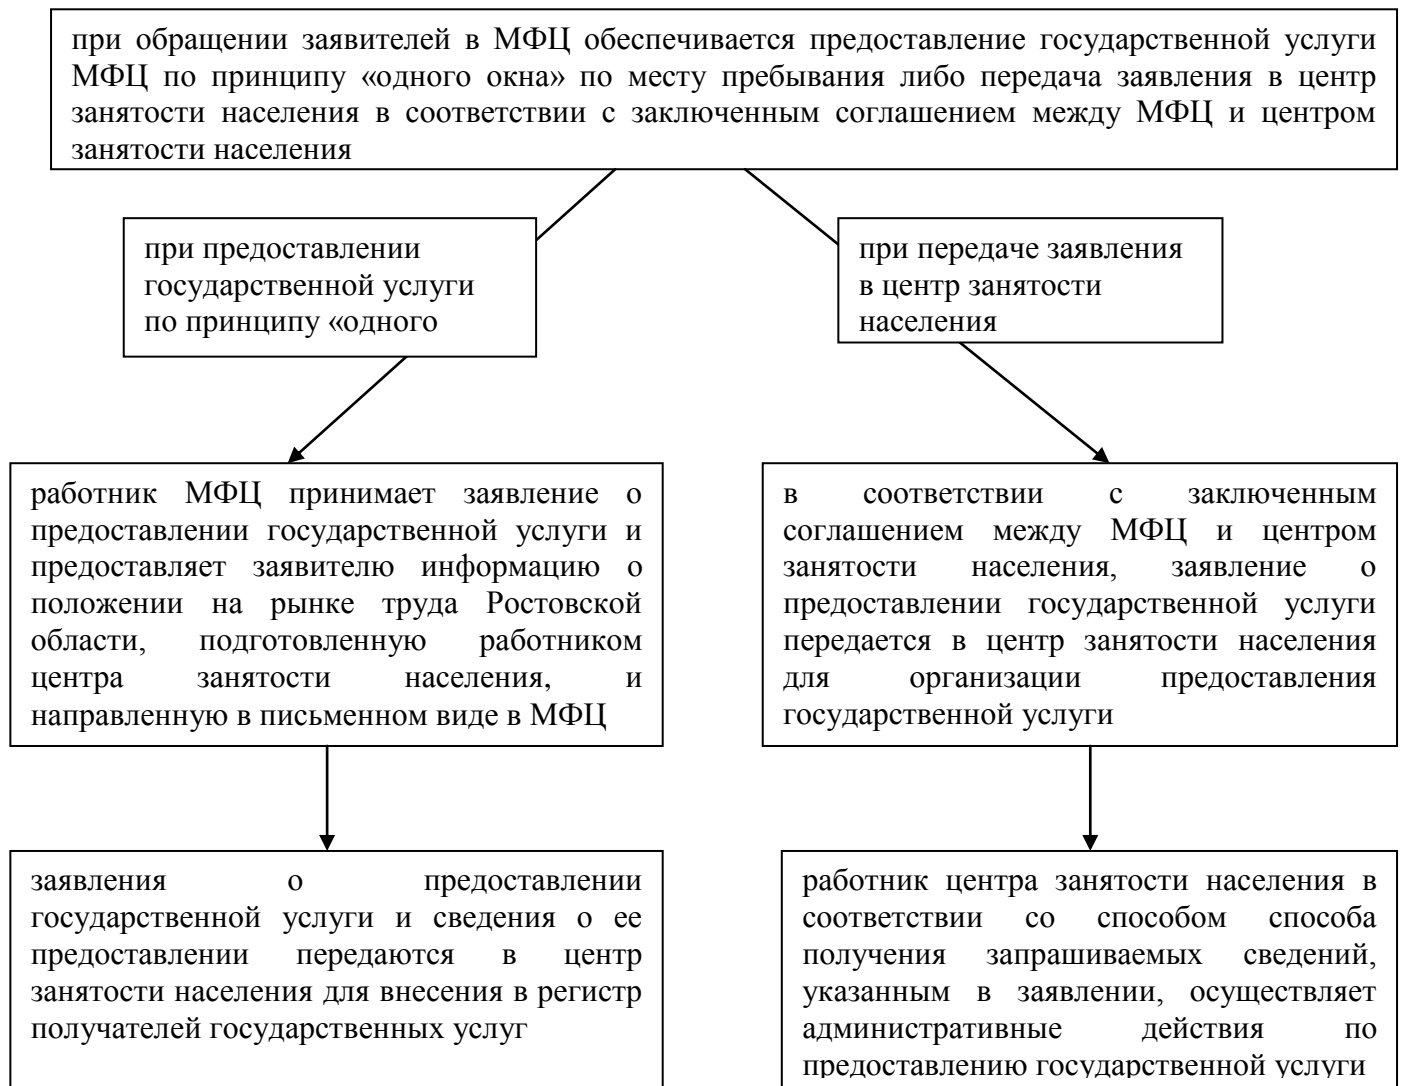 при обращении заявителей в МФЦ обеспечивается предоставление государственной услуги
МФЦ по принципу «одного окна» по месту пребывания либо передача заявления в центр
занятости населения в соответствии с заключенным соглашением между МФЦ и центром
занятости населения
при предоставлении
государственной услуги
по принципу «одного
при передаче заявления
в центр занятости
населения
работник МФЦ принимает заявление о
предоставлении государственной услуги и
предоставляет заявителю информацию о
положении на рынке труда Ростовской
области, подготовленную работником
центра занятости населения, и
направленную в письменном виде в МФЦ
в соответствии с заключенным
соглашением между МФЦ и центром
занятости населения, заявление о
предоставлении государственной услуги
передается в центр занятости населения
для организации предоставления
государственной услуги
заявления о предоставлении
государственной услуги и сведения о ее
предоставлении передаются в центр
занятости населения для внесения в регистр
получателей государственных услуг
работник центра занятости населения в
соответствии со способом способа
получения запрашиваемых сведений,
указанным в заявлении, осуществляет
административные действия по
предоставлению государственной услуги